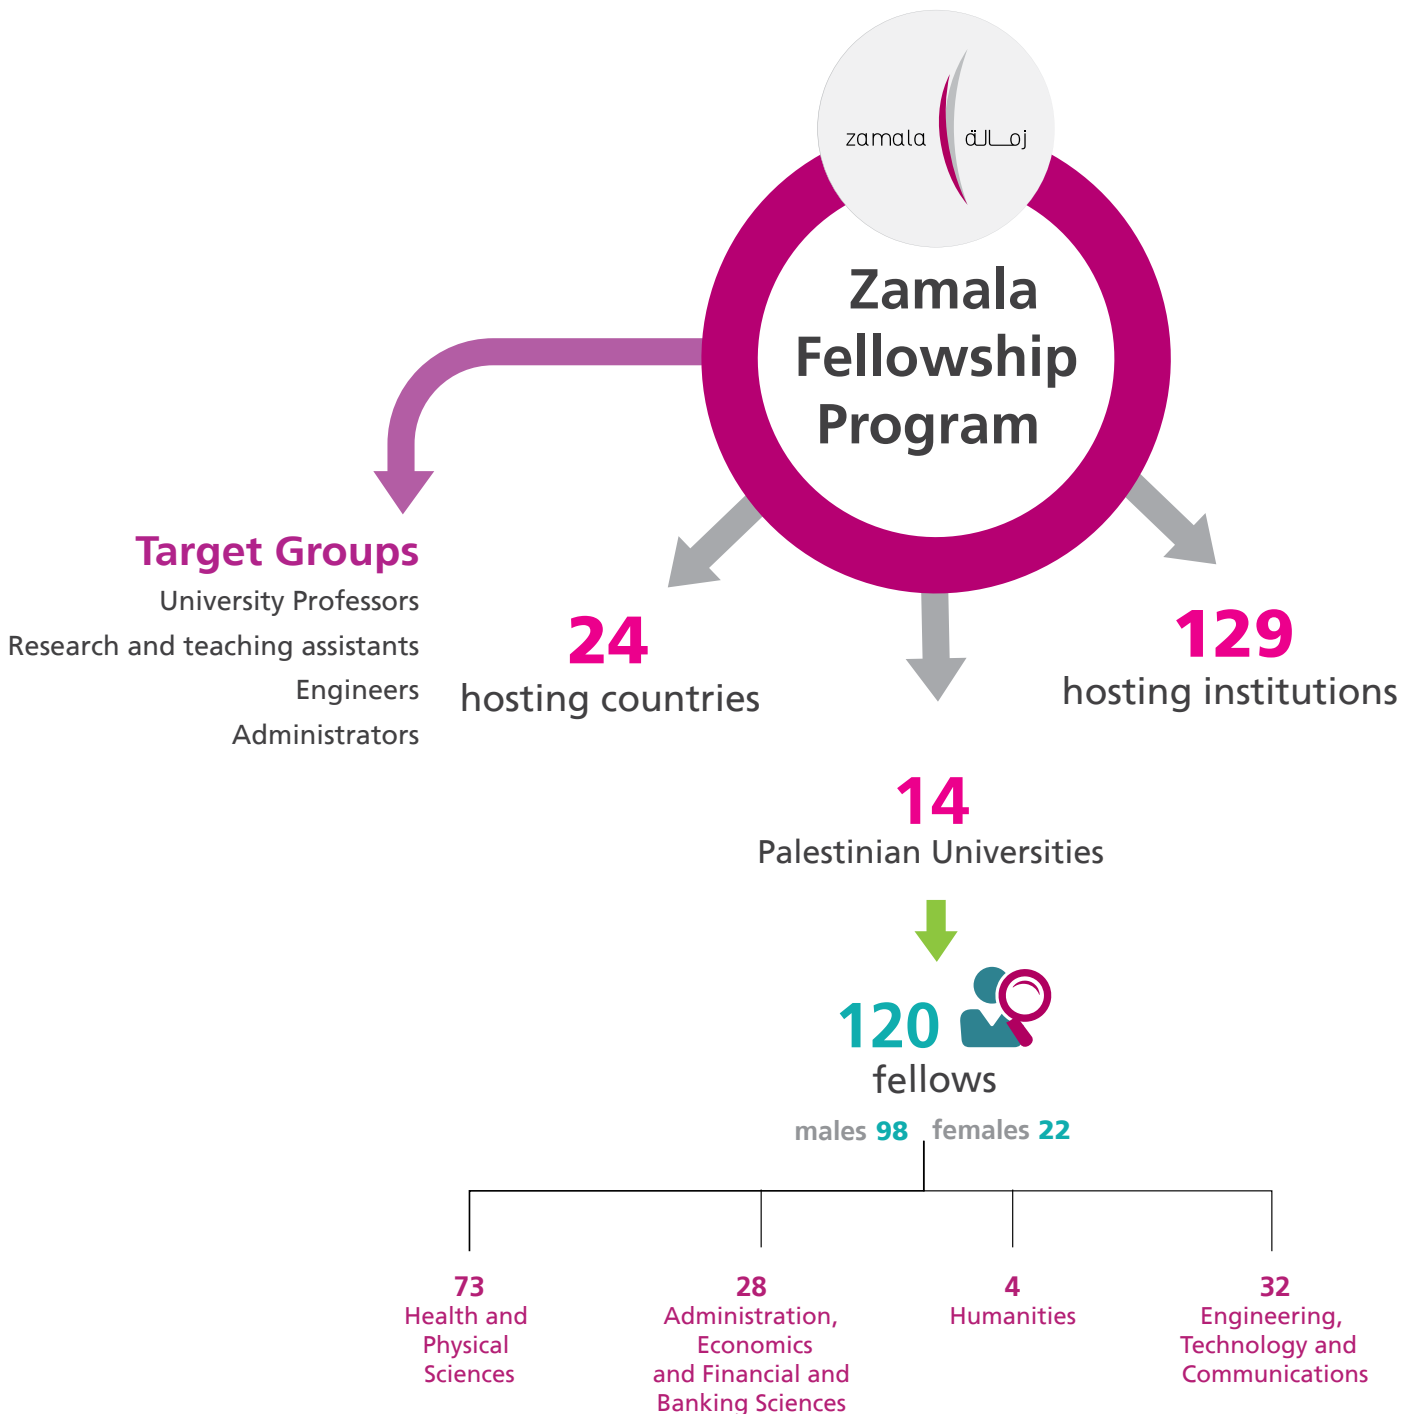 zamala زمالة
Zamala
Fellowship
Program
Target Groups
University Professors
Research and teaching assistants
Engineers
Administrators
24
hosting countries
129
hosting institutions
14
Palestinian Universities
120
fellows
males 98 females 22
73
Health and
Physical
Sciences
28
Administration,
Economics
and Financial and
Banking Sciences
4
Humanities
32
Engineering,
Technology and
Communications